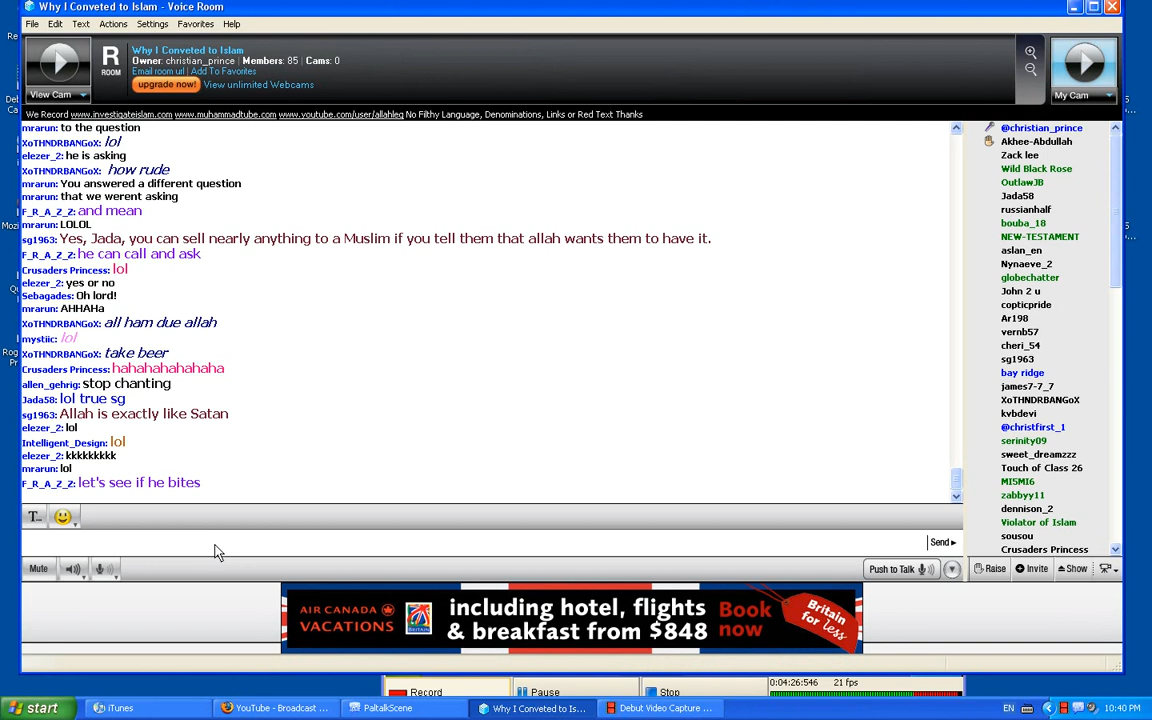 Why I Conveted to Islam - Voice Room
File Edit Text Actions Settings Favorites Help
View Cam
R
ROOM
Why I Conveted to Islam
Owner: christian_prince | Members: 85 | Cams: 0
Email room url | Add To Favorites
upgrade now! View unlimited Webcams
My Cam
We Record www.investigateislam.com www.muhammadtube.com www.youtube.com/user/allahleg No Filthy Language, Denominations, Links or Red Text Thanks
mrarun: to the question
XoTHNDRBANGoX: lol
elezer_2: he is asking
XoTHNDRBANGoX: how rude
mrarun: You answered a different question
mrarun: that we werent asking
F_R_A_Z_Z: and mean
mrarun: LOLOL
sg1963: Yes, Jada, you can sell nearly anything to a Muslim if you tell them that allah wants them to have it.
F_R_A_Z_Z: he can call and ask
Crusaders Princess: lol
elezer_2: yes or no
Sebagades: Oh lord!
mrarun: AHHAHa
XoTHNDRBANGoX: all ham due allah
mystiic: lol
XoTHNDRBANGoX: take beer
Crusaders Princess: hahahahahahaha
allen_gehrig: stop chanting
Jada58: lol true sg
sg1963: Allah is exactly like Satan
elezer_2: lol
Intelligent_Design: lol
elezer_2: kkkkkkkkk
mrarun: lol
F_R_A_Z_Z: let's see if he bites
@christian_prince
Akhee-Abdullah
Zack lee
Wild Black Rose
OutlawJB
Jada58
russianhalf
bouba_18
NEW-TESTAMENT
aslan_en
Nynaeve_2
globechatter
John 2 u
copticpride
Ar198
vernb57
cheri_54
sg1963
bay ridge
james7-7_7
XoTHNDRBANGoX
kvbdevi
@christfirst_1
serinity09
sweet_dreamzzz
Touch of Class 26
MI5MI6
zabbyy11
dennison_2
Violator of Islam
sousou
Crusaders Princess
T...
Send
Mute
Push to Talk
Raise Invite Show
AIR CANADA
VACATIONS
BRITAIN
including hotel, flights
& breakfast from $848
Book
now
Britain
for less
Record Pause Stop
0:04:26:546 21 fps
start iTunes YouTube - Broadcast ... PaltalkScene Why I Conveted to Is... Debut Video Capture ... EN 10:40 PM